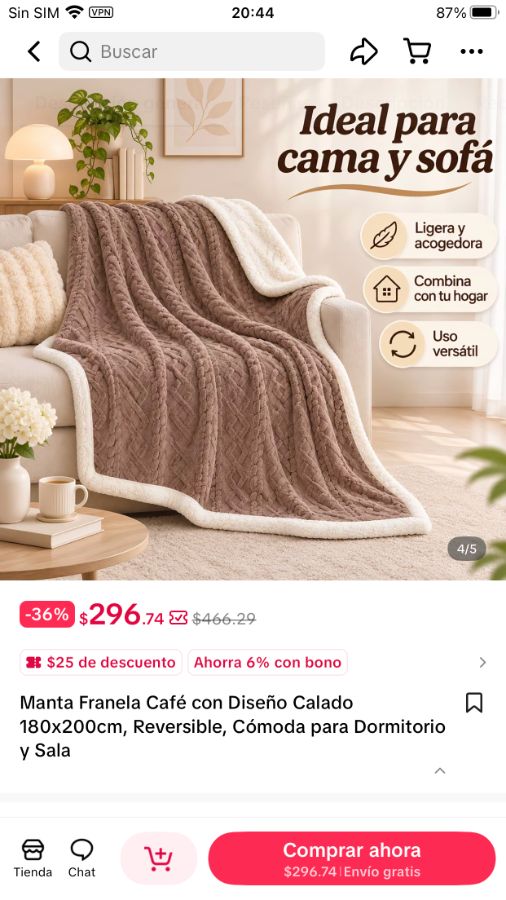 Sin SIM VPN 20:44 87%
Buscar
Ideal para
cama y sofá
Ligera y
acogedora
Combina
con tu hogar
Uso
versátil
4/5
-36% $296.74 $466.29
$25 de descuento Ahorra 6% con bono
Manta Franela Café con Diseño Calado
180x200cm, Reversible, Cómoda para Dormitorio
y Sala
Tienda Chat
Comprar ahora
$296.74 | Envío gratis